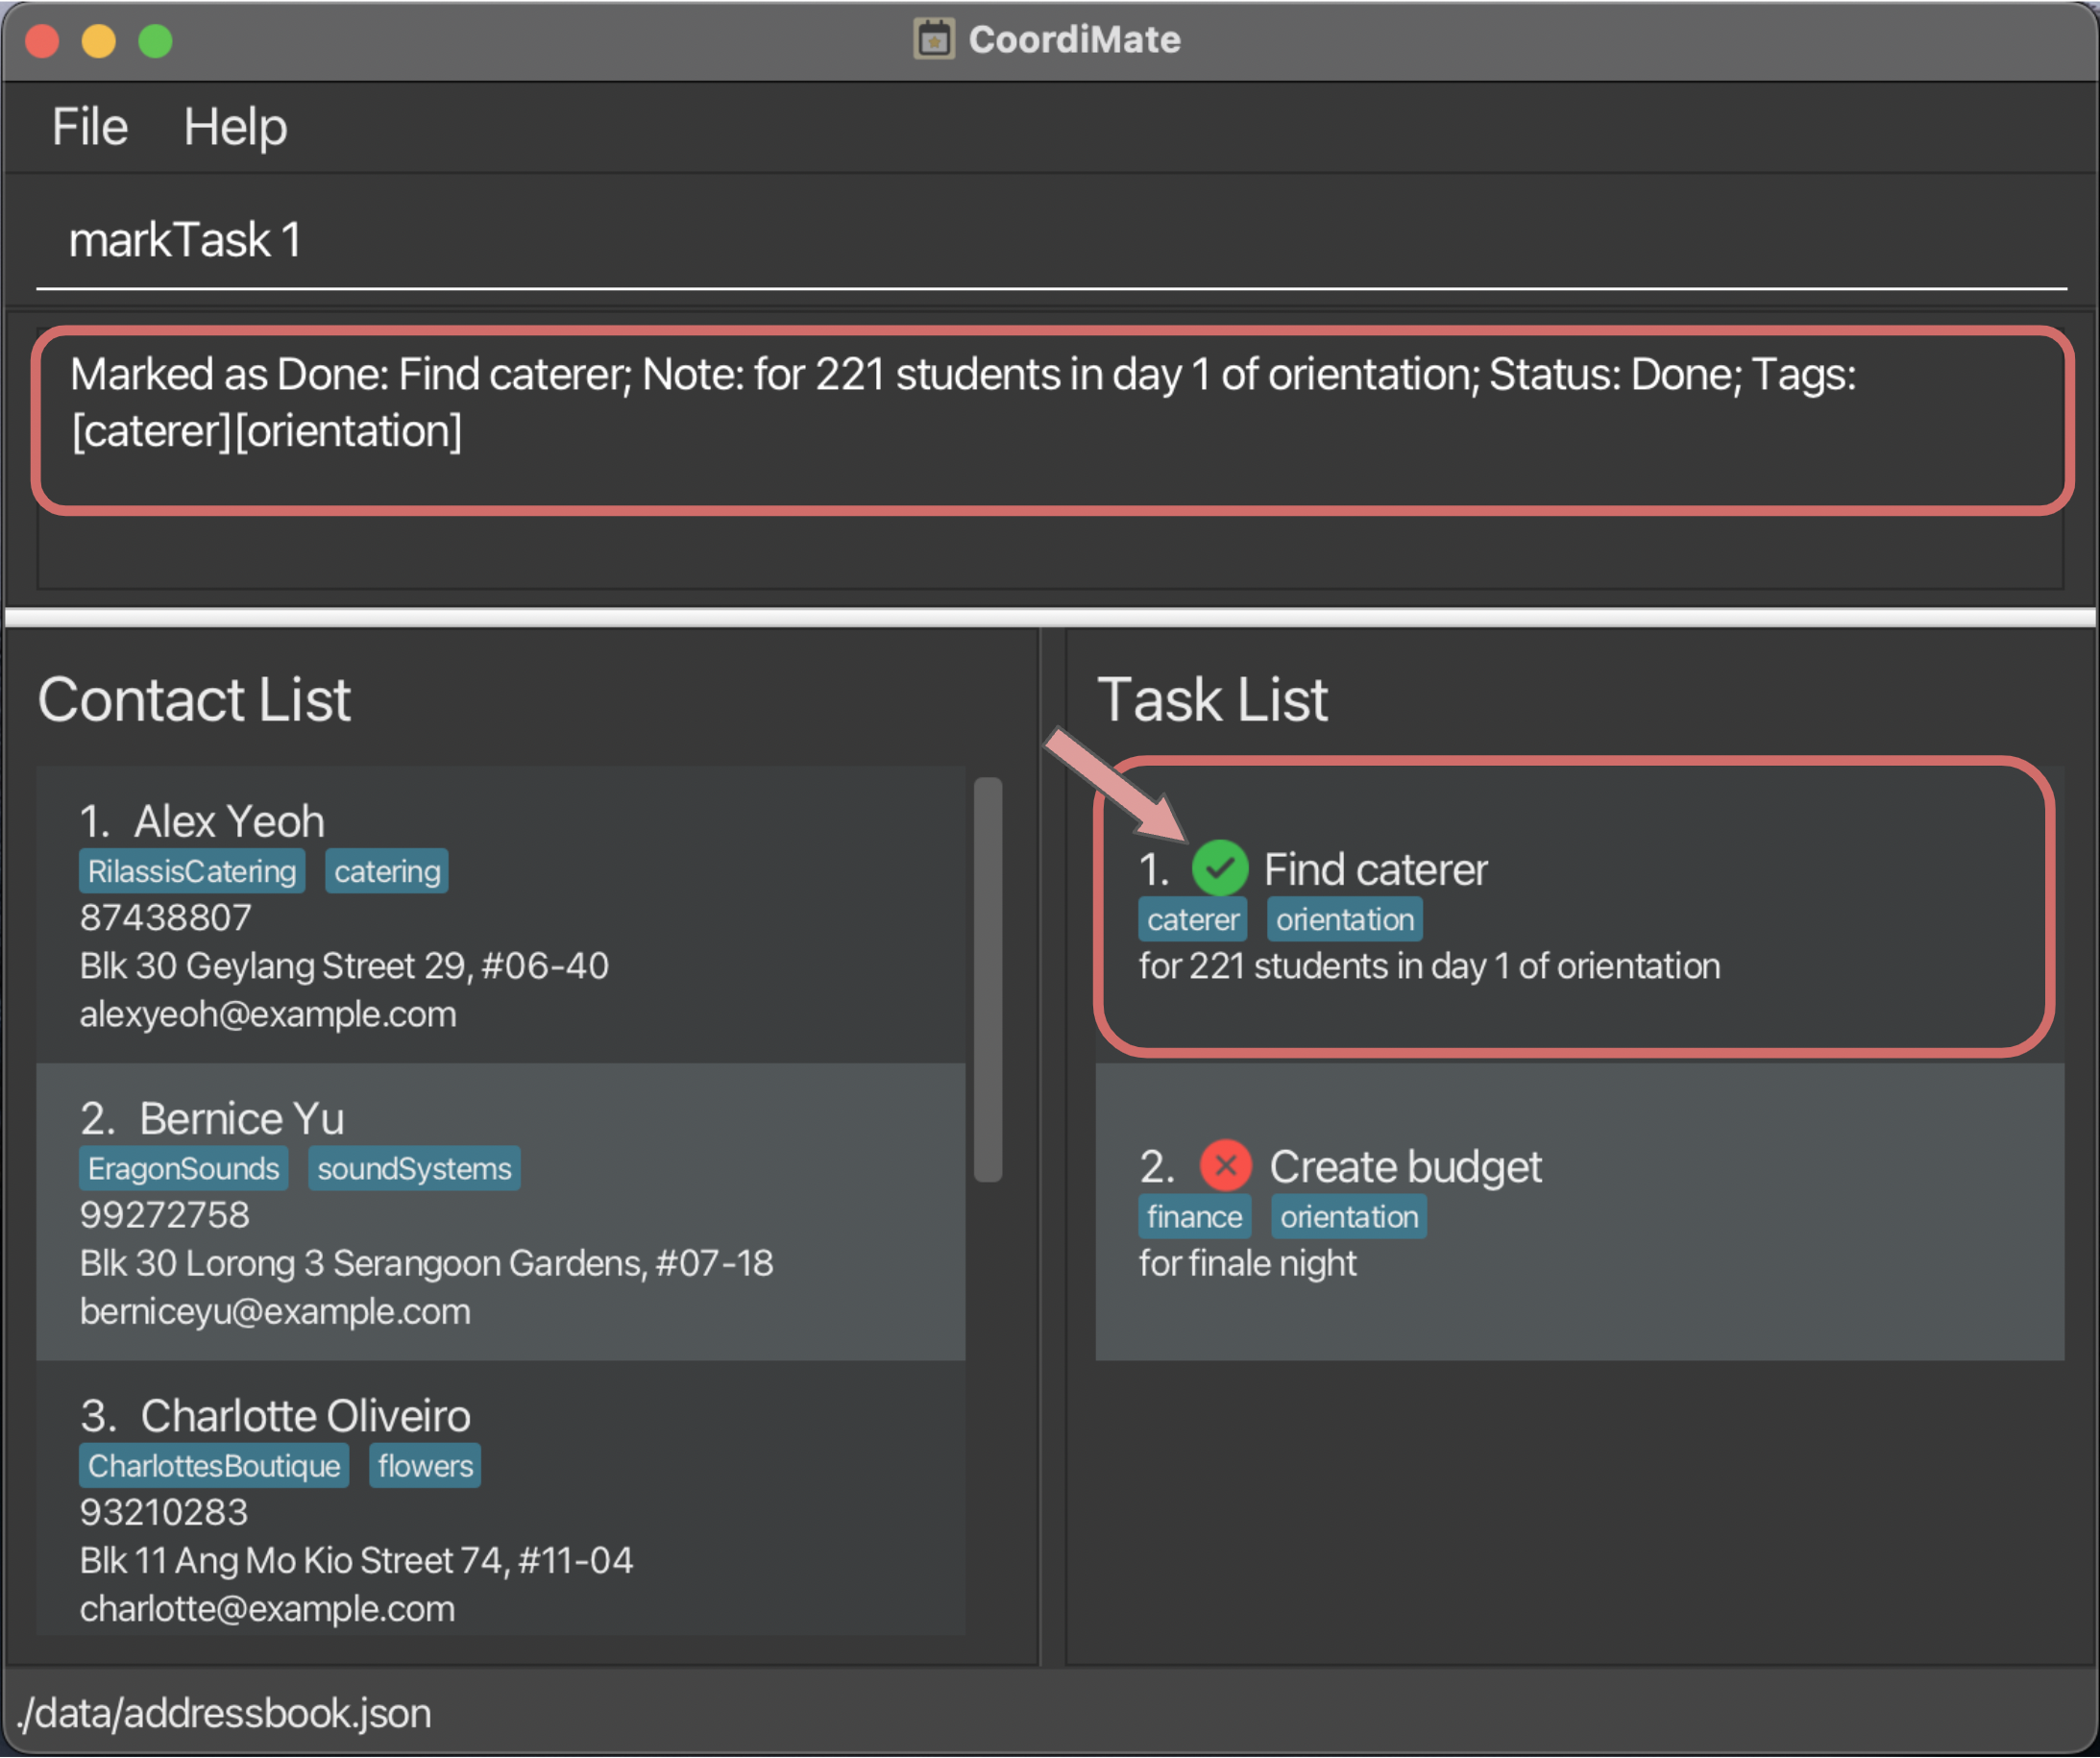 CoordiMate
File Help
markTask 1
Marked as Done: Find caterer; Note: for 221 students in day 1 of orientation; Status: Done; Tags:
[caterer][orientation]
Contact List
1. Alex Yeoh
RilassisCatering catering
87438807
Blk 30 Geylang Street 29, #06-40
alexyeoh@example.com
2. Bernice Yu
EragonSounds soundSystems
99272758
Blk 30 Lorong 3 Serangoon Gardens, #07-18
berniceyu@example.com
3. Charlotte Oliveiro
CharlottesBoutique flowers
93210283
Blk 11 Ang Mo Kio Street 74, #11-04
charlotte@example.com
Task List
1. Find caterer
caterer orientation
for 221 students in day 1 of orientation
2. Create budget
finance orientation
for finale night
./data/addressbook.json